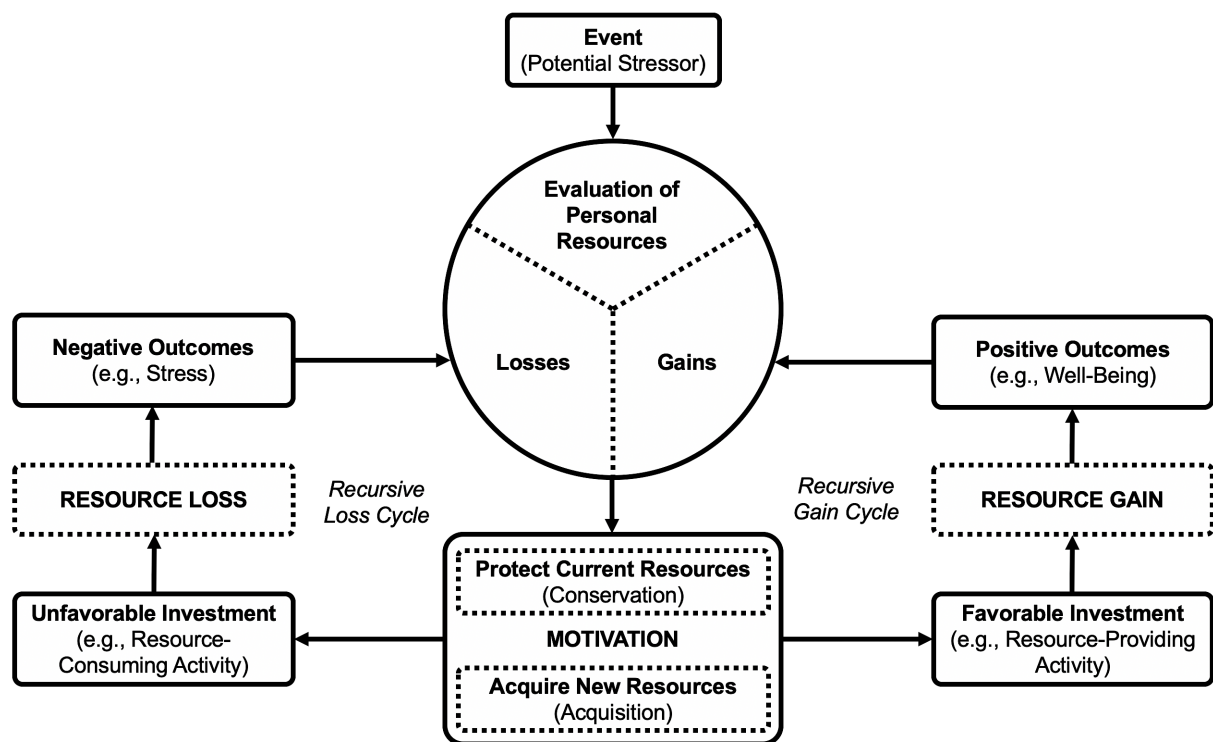 Event
(Potential Stressor)
Evaluation of
Personal
Resources
Losses
Gains
Negative Outcomes
(e.g., Stress)
Positive Outcomes
(e.g., Well-Being)
RESOURCE LOSS
Recursive
Loss Cycle
Recursive
Gain Cycle
RESOURCE GAIN
Protect Current Resources
(Conservation)
MOTIVATION
Acquire New Resources
(Acquisition)
Unfavorable Investment
(e.g., Resource-
Consuming Activity)
Favorable Investment
(e.g., Resource-Providing
Activity)